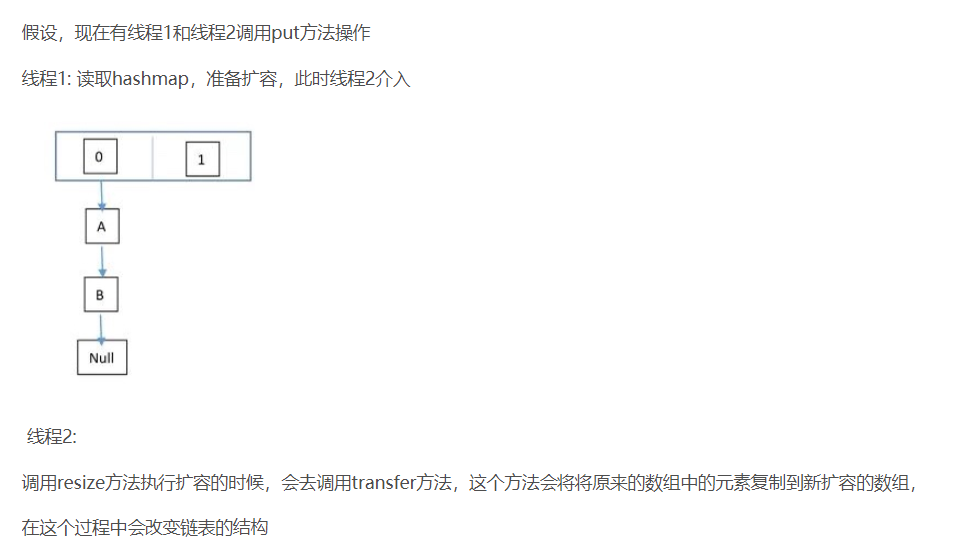 假设，现在有线程1和线程2调用put方法操作
线程1: 读取hashmap，准备扩容，此时线程2介入
0 1
A
B
Null
线程2:
调用resize方法执行扩容的时候，会去调用transfer方法，这个方法会将将原来的数组中的元素复制到新扩容的数组，
在这个过程中会改变链表的结构